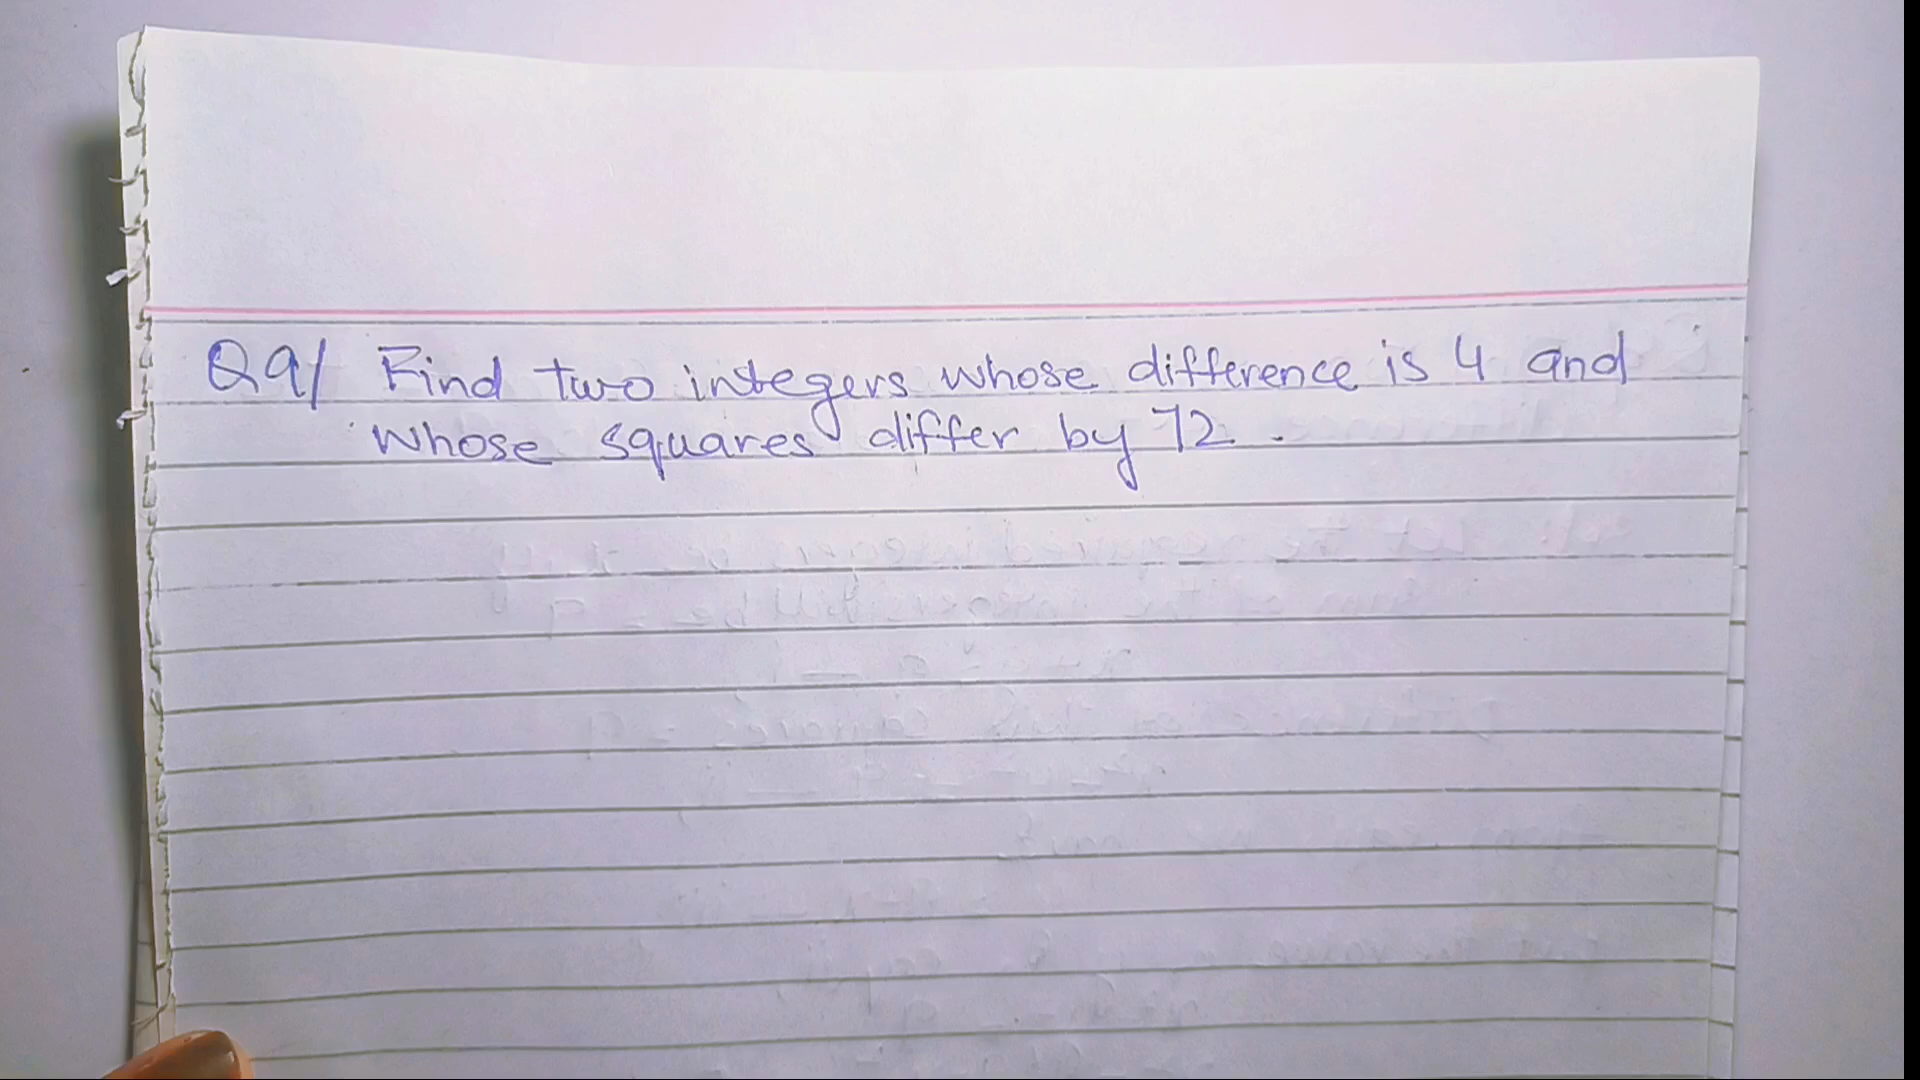 Q9/ Find two integers whose difference is 4 and
whose squares differ by 72.